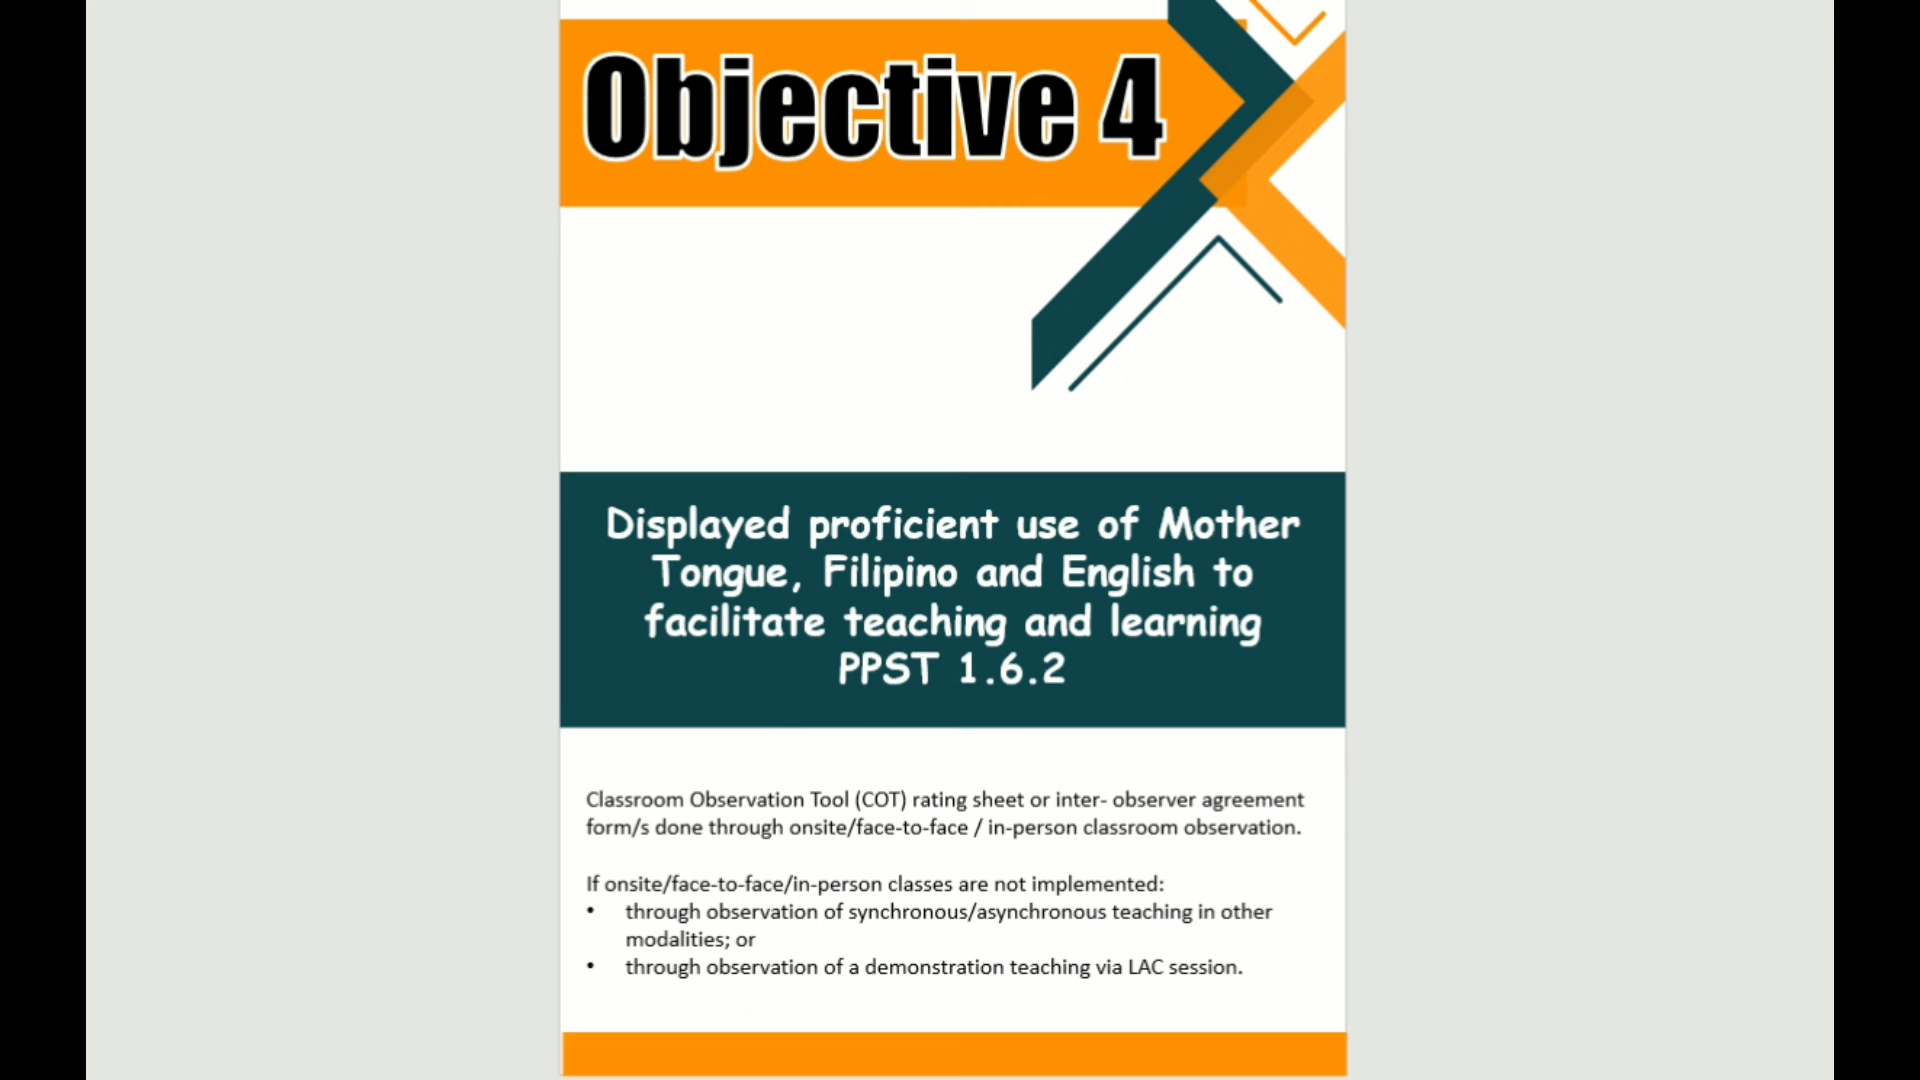 Objective 4
Displayed proficient use of Mother
Tongue, Filipino and English to
facilitate teaching and learning
PPST 1.6.2
Classroom Observation Tool (COT) rating sheet or inter- observer agreement
form/s done through onsite/face-to-face / in-person classroom observation.
If onsite/face-to-face/in-person classes are not implemented:
• through observation of synchronous/asynchronous teaching in other
modalities; or
• through observation of a demonstration teaching via LAC session.